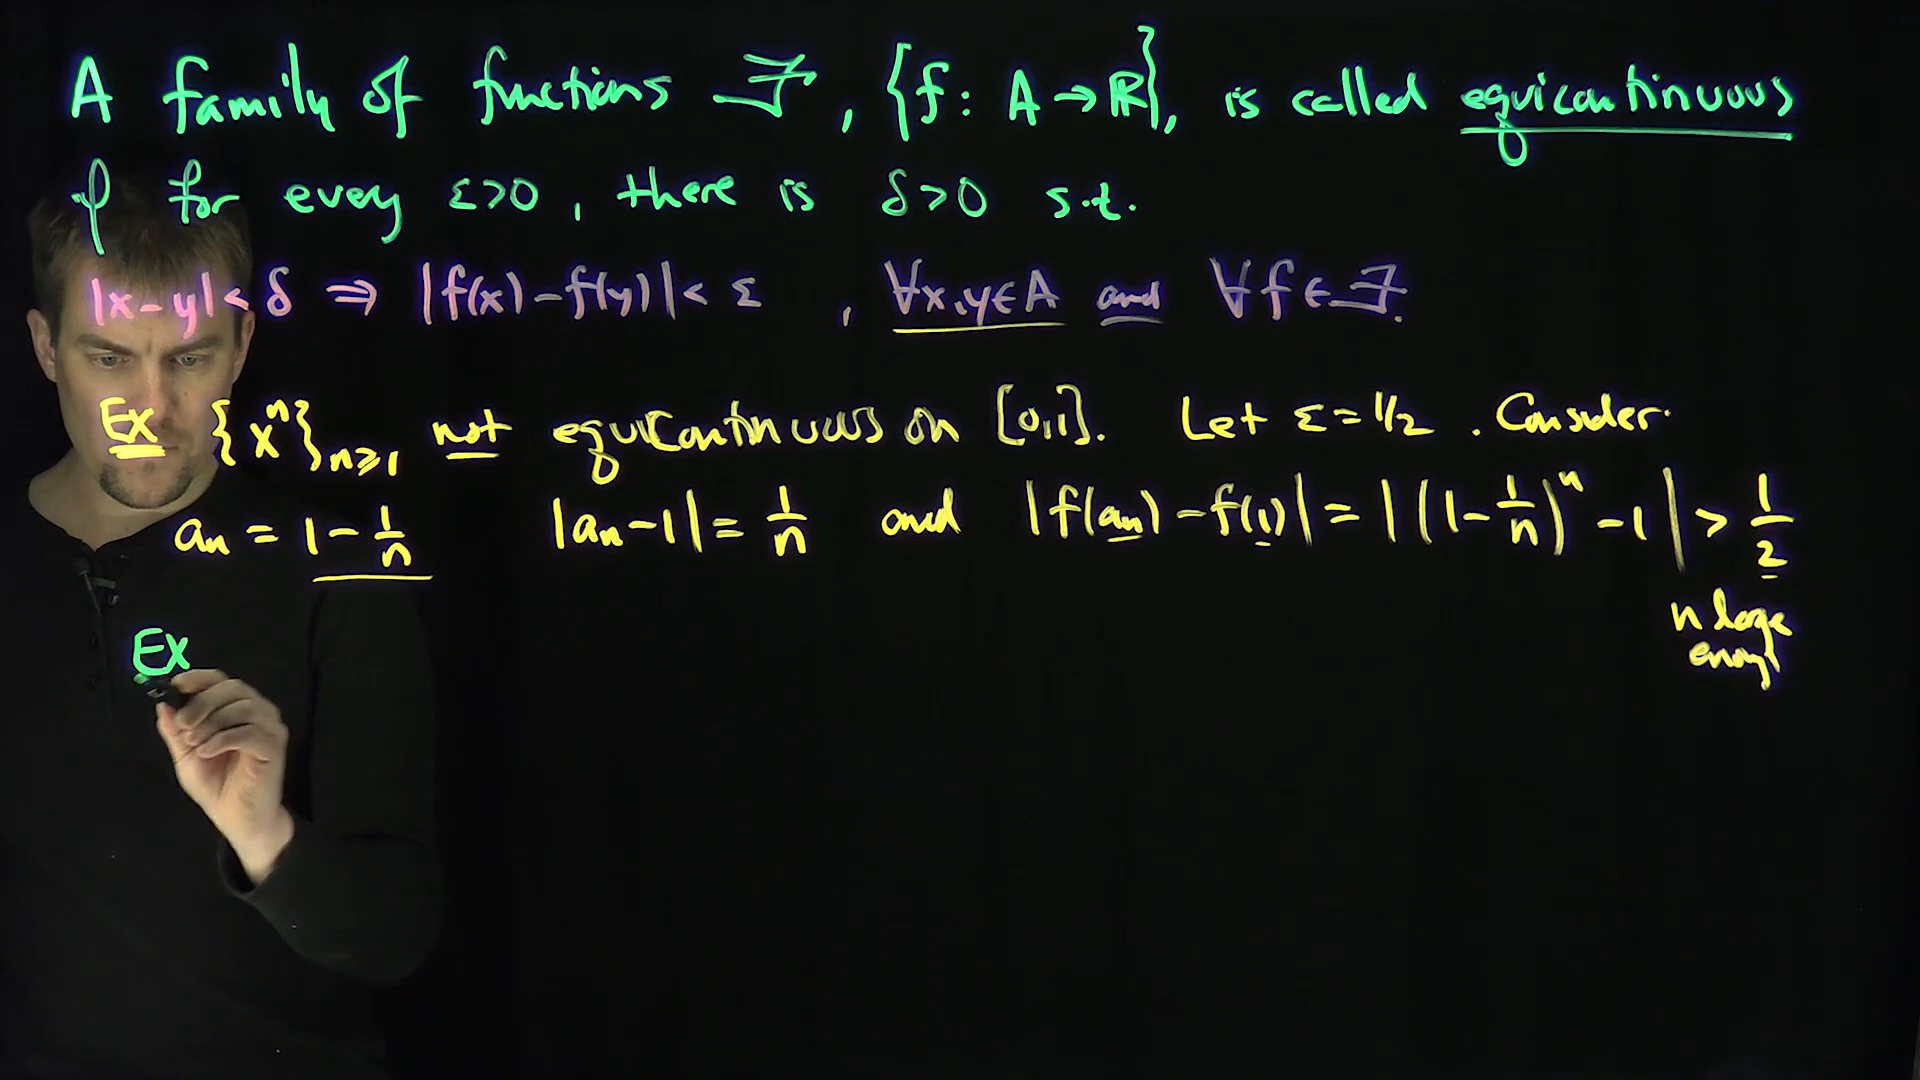 A family of functions ℱ, {f: A → ℝ}, is called equicontinuous
if for every ε>0, there is δ>0 s.t.
|x-y|<δ ⇒ |f(x)-f(y)|<ε, ∀x,y∈A and ∀f∈ℱ.
Ex {xⁿ}ₙ≥₁ not equicontinuous on [0,1]. Let ε=1/2. Consider
aₙ = 1 - 1/n |aₙ-1| = 1/n and |f(aₙ)-f(1)| = |(1-1/n)ⁿ - 1| > 1/2
n large
enough
Ex